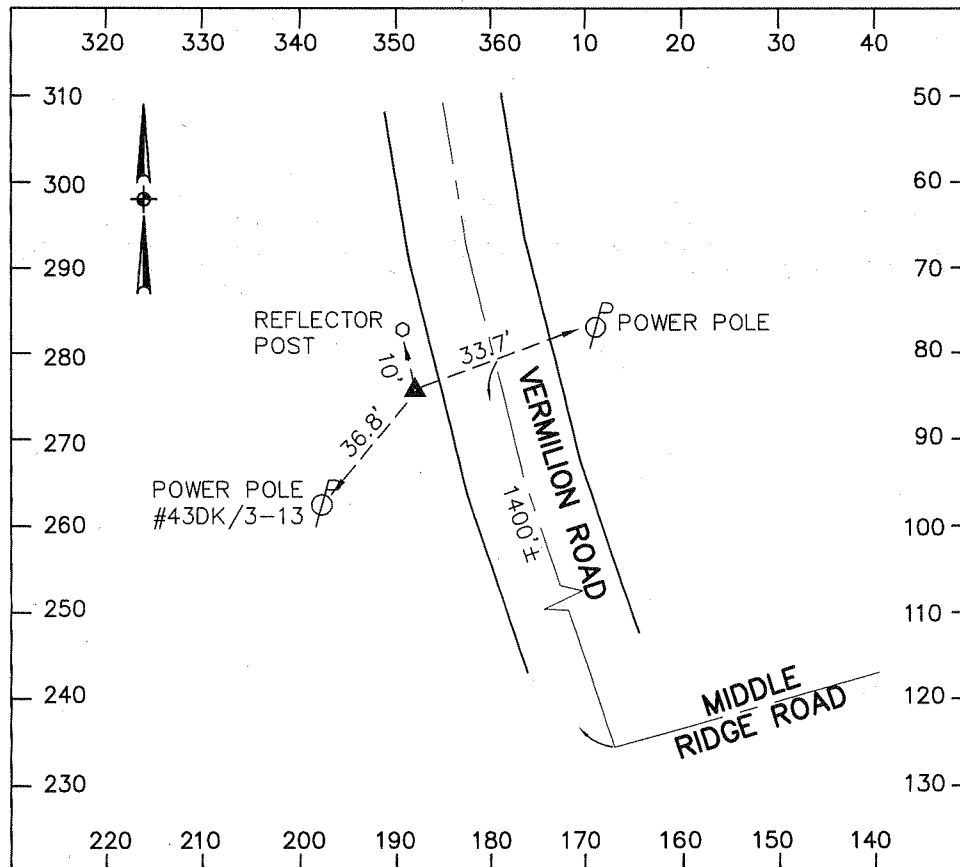 320 330 340 350 360 10 20 30 40
310 50
300 60
290 70
REFLECTOR
POST
POWER POLE
33.7'
280 80
10'
36.8'
270 90
VERMILION ROAD
POWER POLE
#43DK/3-13
1400'±
260 100
250 110
240 120
MIDDLE
RIDGE ROAD
230 130
220 210 200 190 180 170 160 150 140